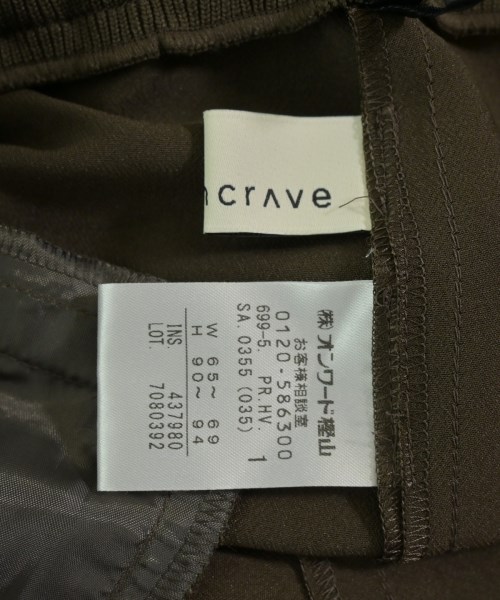 crʌve
㈱オンワード樫山
お客様相談室
0120-586300
699-5. PR.HV. 1
SA. 0355 (035)
W 65~ 69
H 90~ 94
INS. 437980
LOT. 7080392